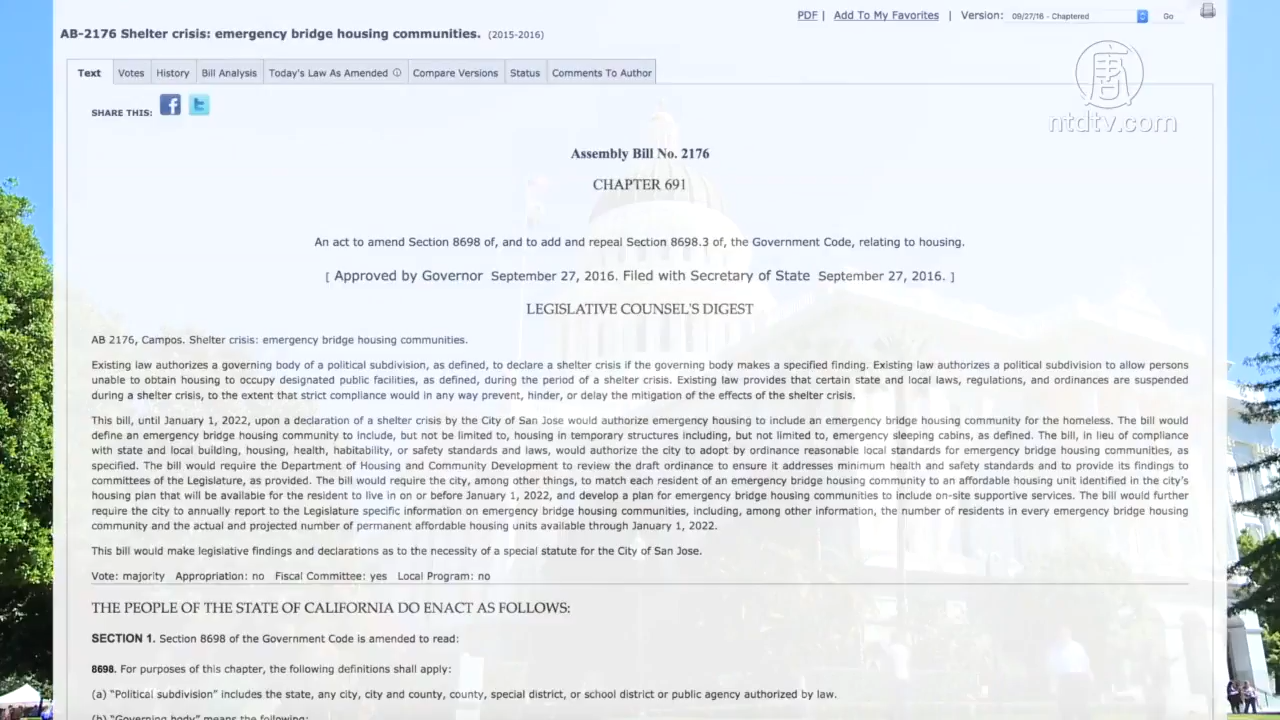 PDF | Add To My Favorites | Version: 09/27/16 - Chaptered Go
AB-2176 Shelter crisis: emergency bridge housing communities. (2015-2016)
Text Votes History Bill Analysis Today's Law As Amended Compare Versions Status Comments To Author
唐
ntdtv.com
SHARE THIS:
Assembly Bill No. 2176
CHAPTER 691
An act to amend Section 8698 of, and to add and repeal Section 8698.3 of, the Government Code, relating to housing.
[ Approved by Governor September 27, 2016. Filed with Secretary of State September 27, 2016. ]
LEGISLATIVE COUNSEL'S DIGEST
AB 2176, Campos. Shelter crisis: emergency bridge housing communities.
Existing law authorizes a governing body of a political subdivision, as defined, to declare a shelter crisis if the governing body makes a specified finding. Existing law authorizes a political subdivision to allow persons
unable to obtain housing to occupy designated public facilities, as defined, during the period of a shelter crisis. Existing law provides that certain state and local laws, regulations, and ordinances are suspended
during a shelter crisis, to the extent that strict compliance would in any way prevent, hinder, or delay the mitigation of the effects of the shelter crisis.
This bill, until January 1, 2022, upon a declaration of a shelter crisis by the City of San Jose would authorize emergency housing to include an emergency bridge housing community for the homeless. The bill would
define an emergency bridge housing community to include, but not be limited to, housing in temporary structures including, but not limited to, emergency sleeping cabins, as defined. The bill, in lieu of compliance
with state and local building, housing, health, habitability, or safety standards and laws, would authorize the city to adopt by ordinance reasonable local standards for emergency bridge housing communities, as
specified. The bill would require the Department of Housing and Community Development to review the draft ordinance to ensure it addresses minimum health and safety standards and to provide its findings to
committees of the Legislature, as provided. The bill would require the city, among other things, to match each resident of an emergency bridge housing community to an affordable housing unit identified in the city's
housing plan that will be available for the resident to live in on or before January 1, 2022, and develop a plan for emergency bridge housing communities to include on-site supportive services. The bill would further
require the city to annually report to the Legislature specific information on emergency bridge housing communities, including, among other information, the number of residents in every emergency bridge housing
community and the actual and projected number of permanent affordable housing units available through January 1, 2022.
This bill would make legislative findings and declarations as to the necessity of a special statute for the City of San Jose.
Vote: majority Appropriation: no Fiscal Committee: yes Local Program: no
THE PEOPLE OF THE STATE OF CALIFORNIA DO ENACT AS FOLLOWS:
SECTION 1. Section 8698 of the Government Code is amended to read:
8698. For purposes of this chapter, the following definitions shall apply:
(a) "Political subdivision" includes the state, any city, city and county, county, special district, or school district or public agency authorized by law.
(b) "Governing body" means the following: